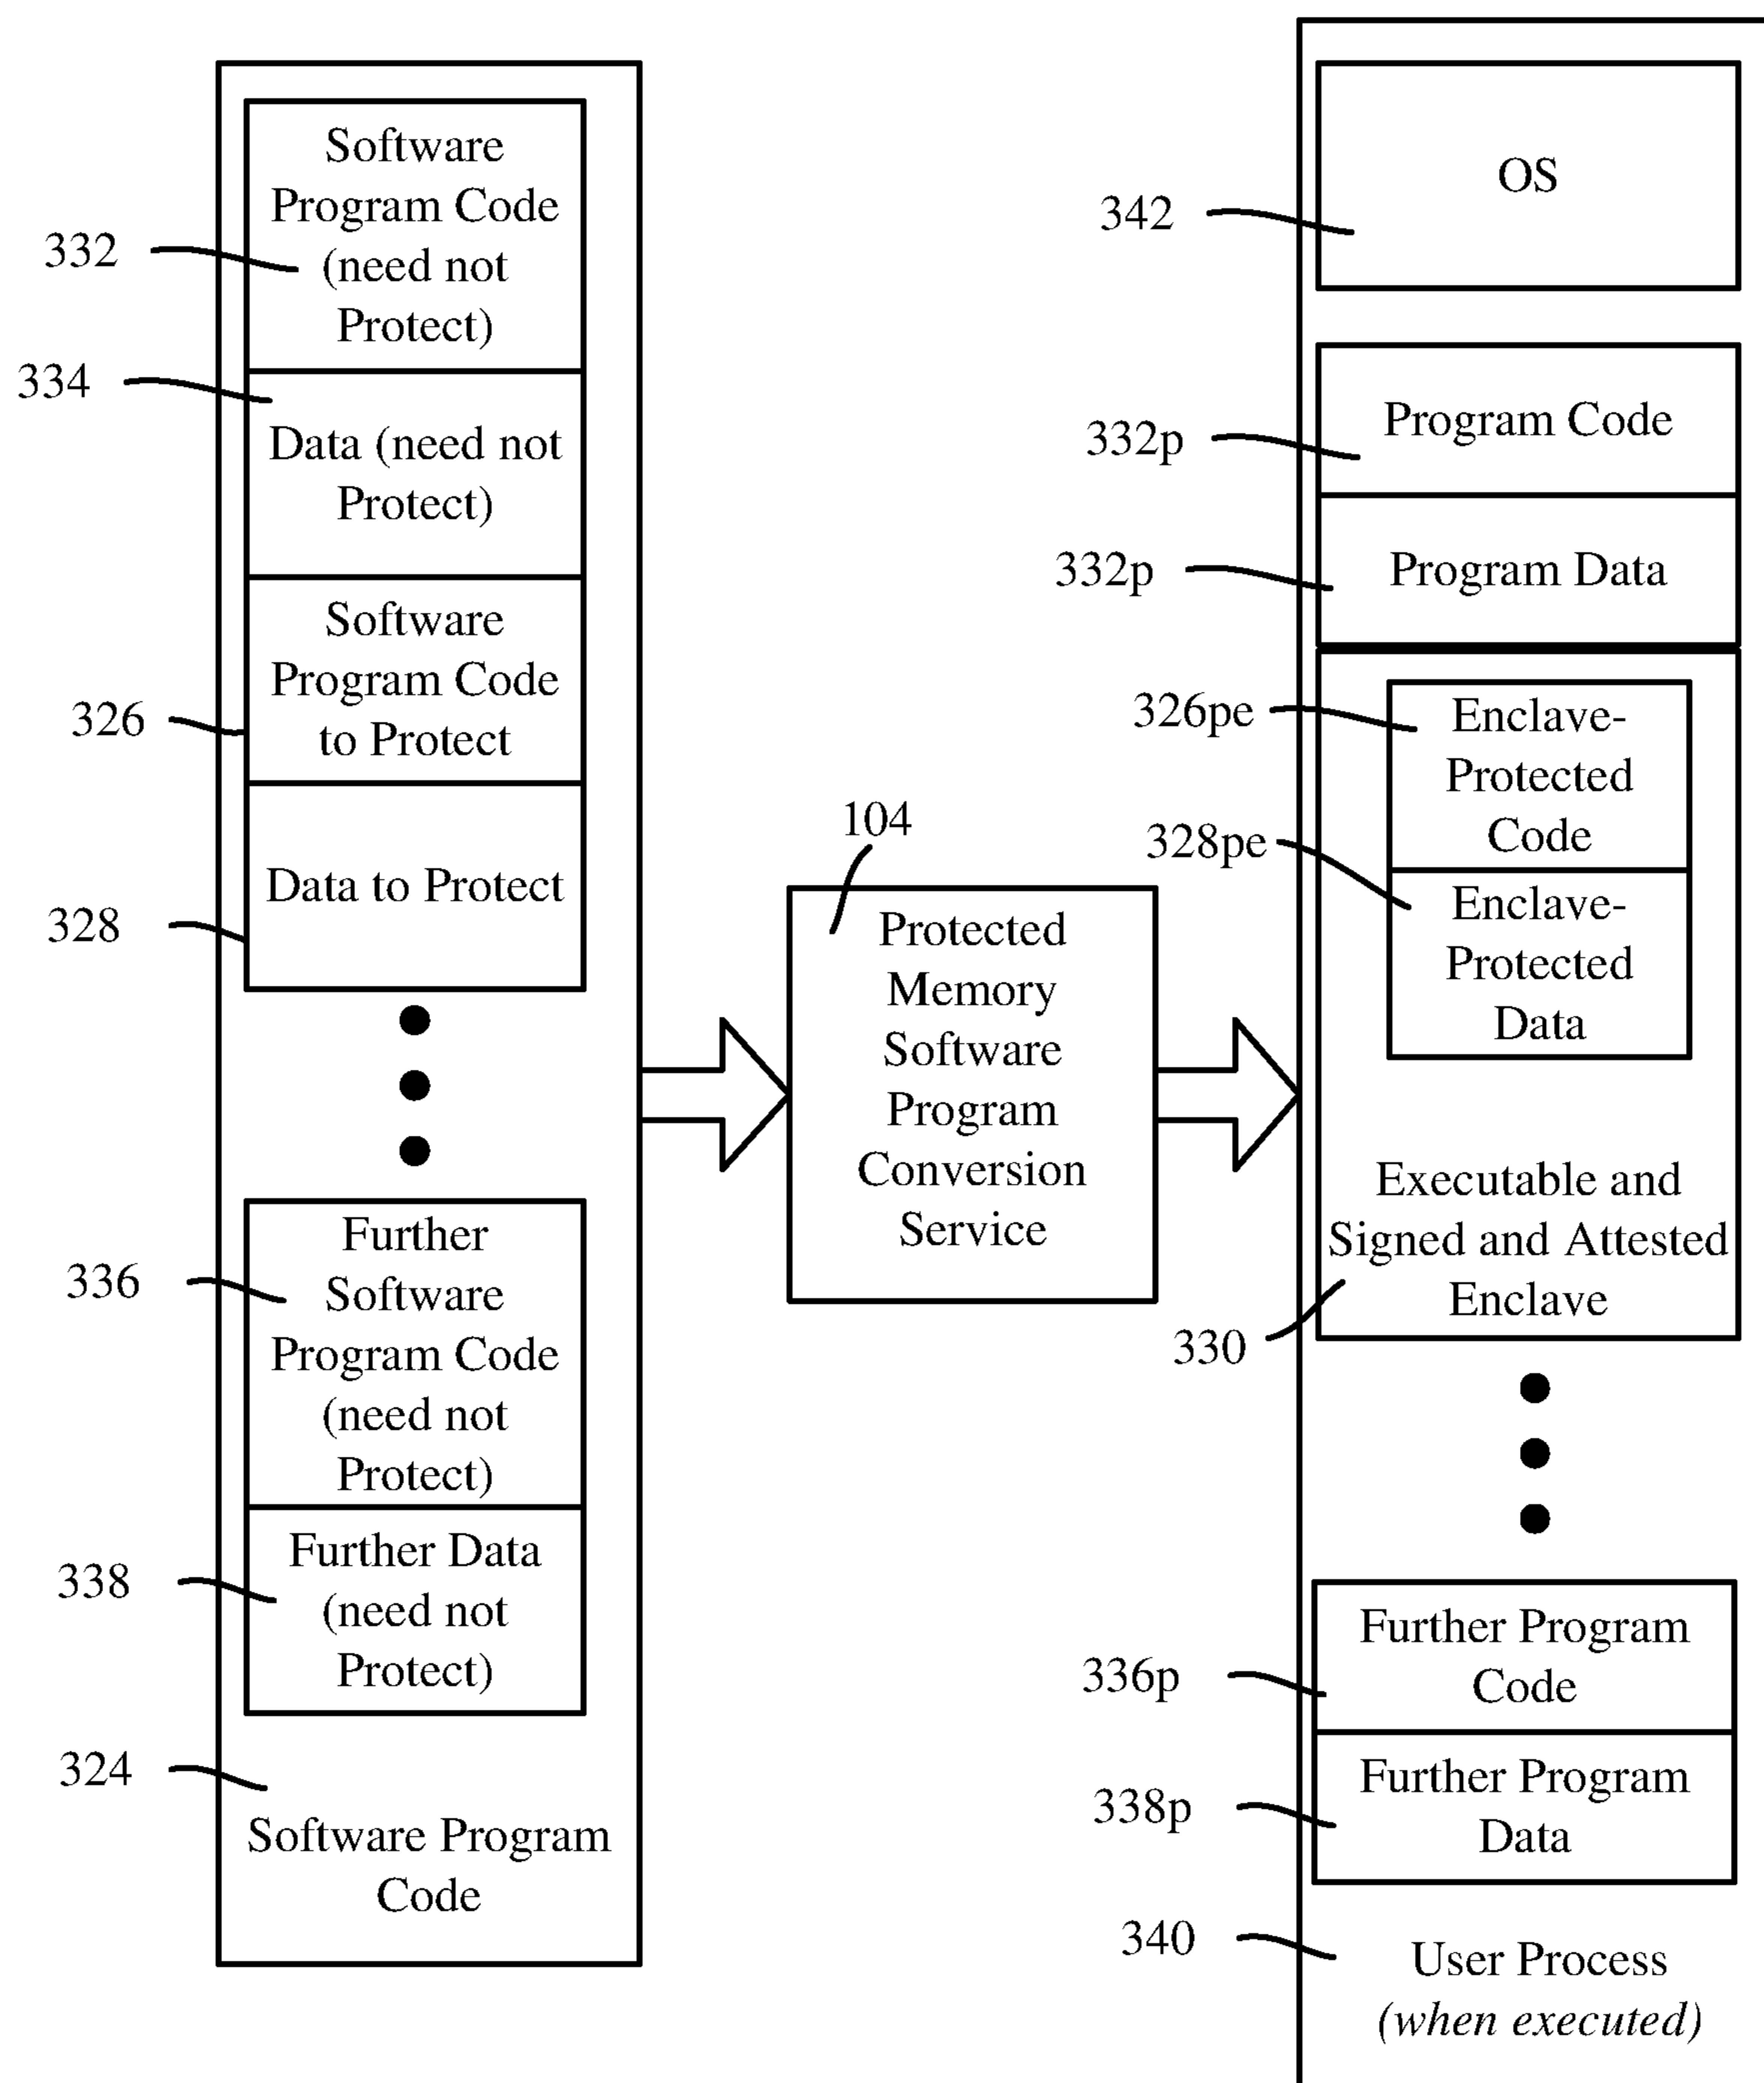 Software
Program Code
(need not
Protect)
332
334
Data (need not
Protect)
Software
Program Code
to Protect
326
Data to Protect
328
Further
Software
Program Code
(need not
Protect)
336
Further Data
(need not
Protect)
338
324
Software Program
Code
104
Protected
Memory
Software
Program
Conversion
Service
OS
342
Program Code
332p
Program Data
332p
326pe
Enclave-
Protected
Code
328pe
Enclave-
Protected
Data
Executable and
Signed and Attested
Enclave
330
Further Program
Code
336p
Further Program
Data
338p
340
User Process
(when executed)